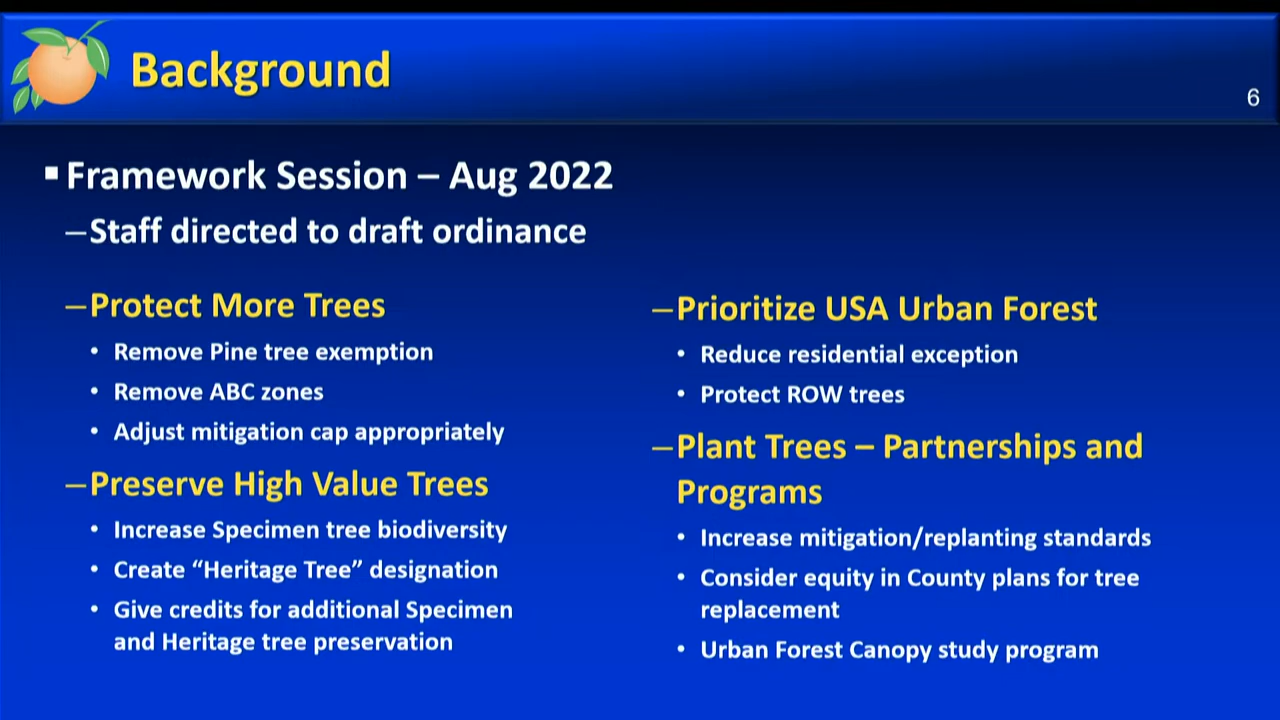 Background
6
▪ Framework Session – Aug 2022
–Staff directed to draft ordinance
–Protect More Trees
• Remove Pine tree exemption
• Remove ABC zones
• Adjust mitigation cap appropriately
–Preserve High Value Trees
• Increase Specimen tree biodiversity
• Create “Heritage Tree” designation
• Give credits for additional Specimen
and Heritage tree preservation
–Prioritize USA Urban Forest
• Reduce residential exception
• Protect ROW trees
–Plant Trees – Partnerships and
Programs
• Increase mitigation/replanting standards
• Consider equity in County plans for tree
replacement
• Urban Forest Canopy study program